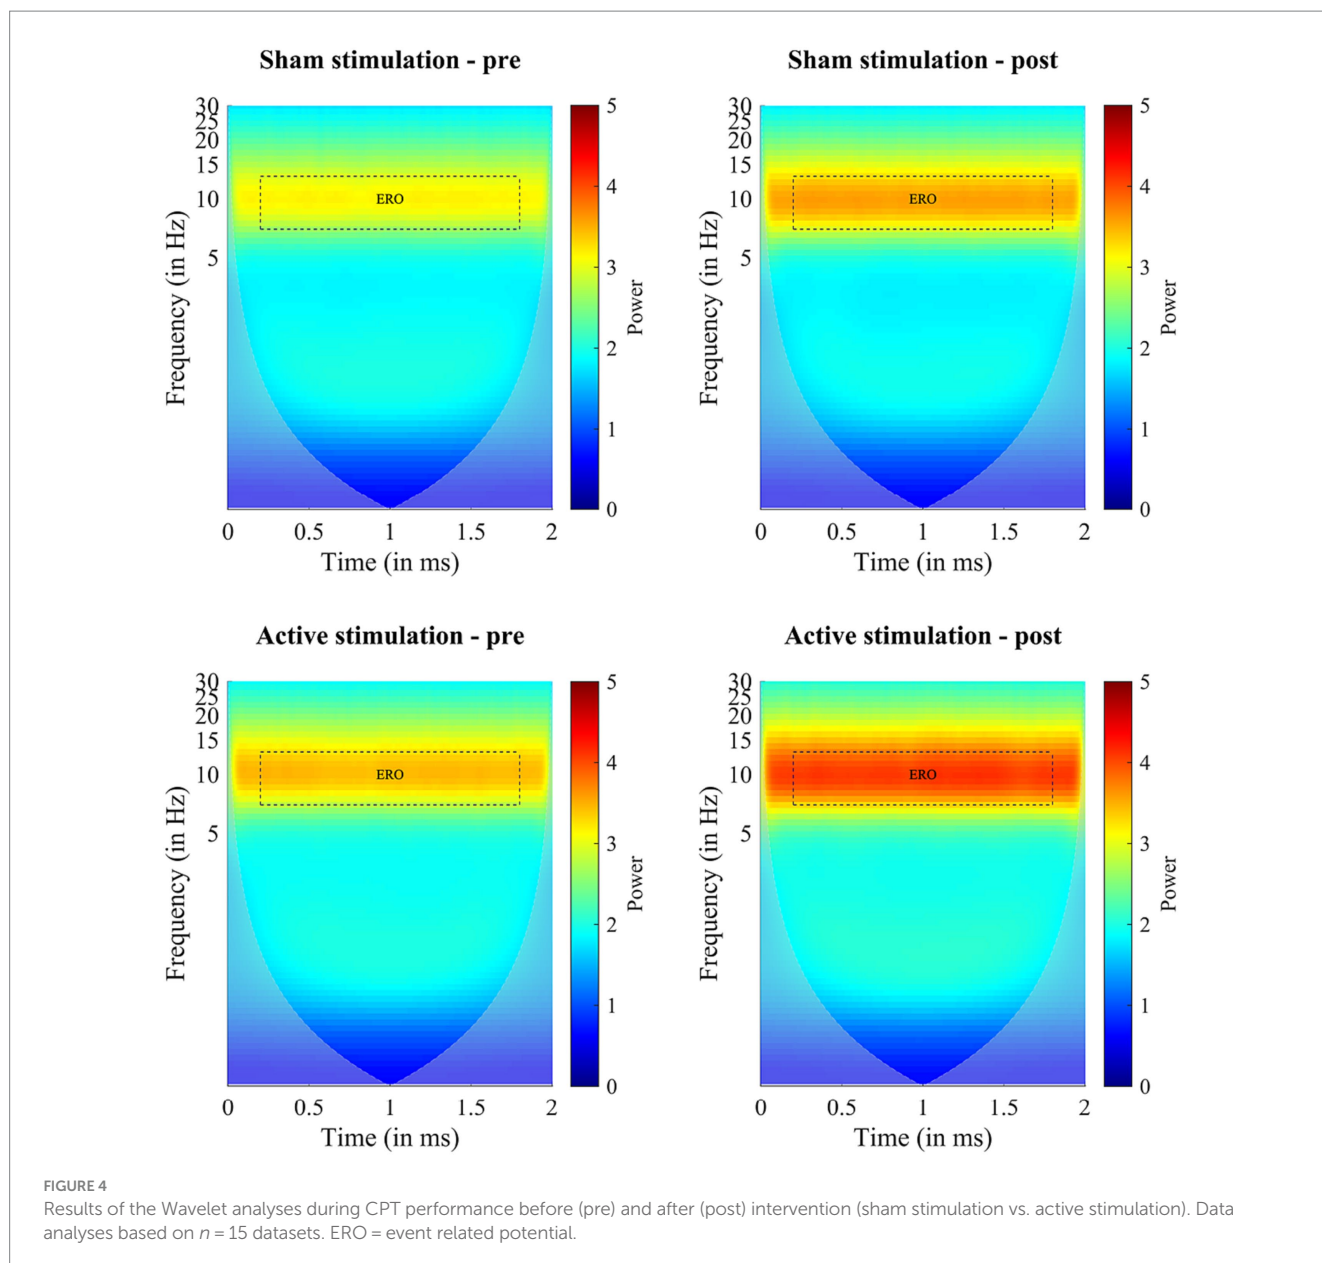 Sham stimulation - pre
30
25
20
15
10
5
Frequency (in Hz)
ERO
0
0.5
1
1.5
2
Time (in ms)
5
4
3
2
1
0
Power
Sham stimulation - post
30
25
20
15
10
5
Frequency (in Hz)
ERO
0
0.5
1
1.5
2
Time (in ms)
5
4
3
2
1
0
Power
Active stimulation - pre
30
25
20
15
10
5
Frequency (in Hz)
ERO
0
0.5
1
1.5
2
Time (in ms)
5
4
3
2
1
0
Power
Active stimulation - post
30
25
20
15
10
5
Frequency (in Hz)
ERO
0
0.5
1
1.5
2
Time (in ms)
5
4
3
2
1
0
Power
FIGURE 4
Results of the Wavelet analyses during CPT performance before (pre) and after (post) intervention (sham stimulation vs. active stimulation). Data
analyses based on n = 15 datasets. ERO = event related potential.